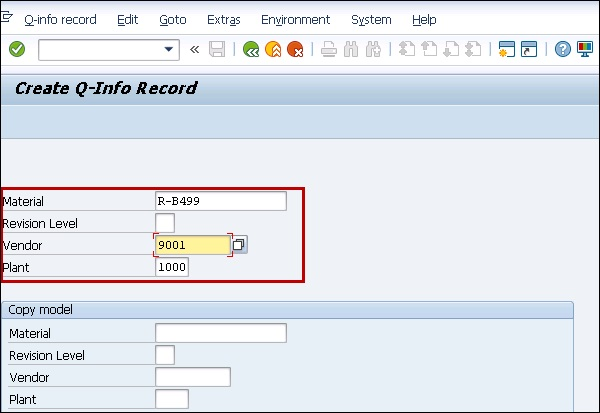 Q-info record Edit Goto Extras Environment System Help
Create Q-Info Record
Material R-B499
Revision Level
Vendor 9001
Plant 1000
Copy model
Material
Revision Level
Vendor
Plant